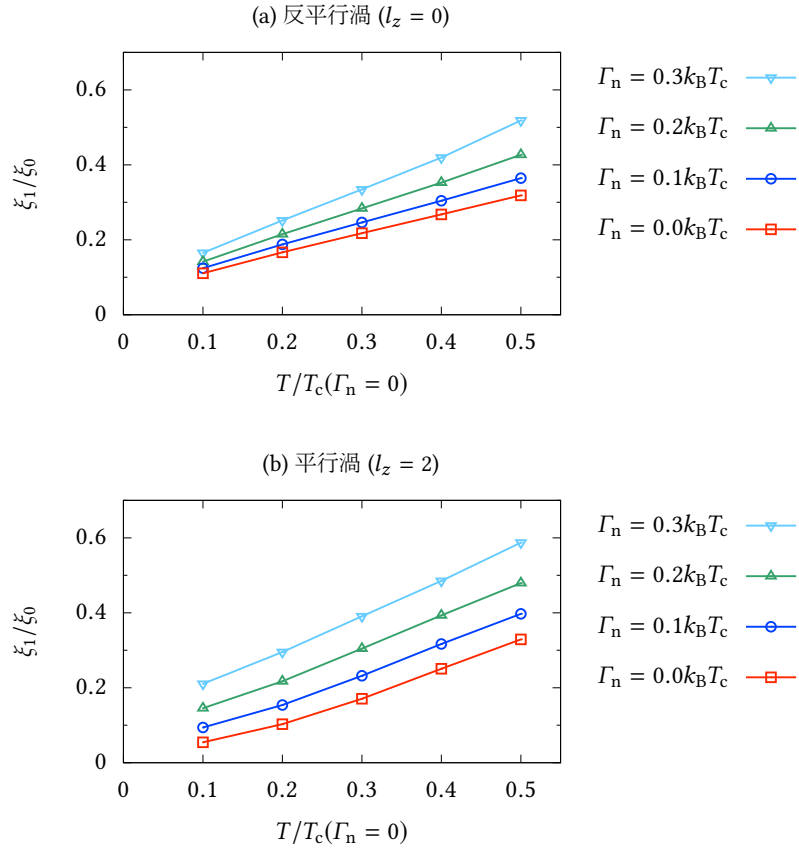 (a) 反平行渦 (l_z = 0)
ξ₁/ξ₀
0.6
0.4
0.2
0
0 0.1 0.2 0.3 0.4 0.5
T/T_c(Γ_n = 0)
Γ_n = 0.3k_BT_c
Γ_n = 0.2k_BT_c
Γ_n = 0.1k_BT_c
Γ_n = 0.0k_BT_c
(b) 平行渦 (l_z = 2)
ξ₁/ξ₀
0.6
0.4
0.2
0
0 0.1 0.2 0.3 0.4 0.5
T/T_c(Γ_n = 0)
Γ_n = 0.3k_BT_c
Γ_n = 0.2k_BT_c
Γ_n = 0.1k_BT_c
Γ_n = 0.0k_BT_c